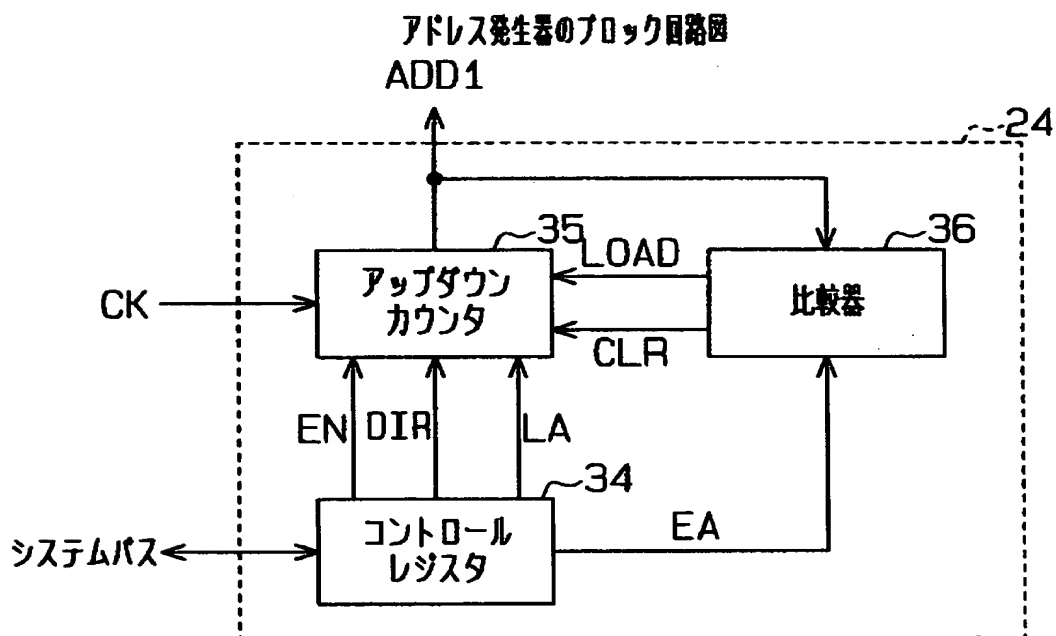 アドレス発生器のブロック回路図
ADD1
24
35
36
LOAD
アップダウン
カウンタ
比較器
CK
CLR
EN
DIR
LA
34
コントロール
レジスタ
EA
システムバス